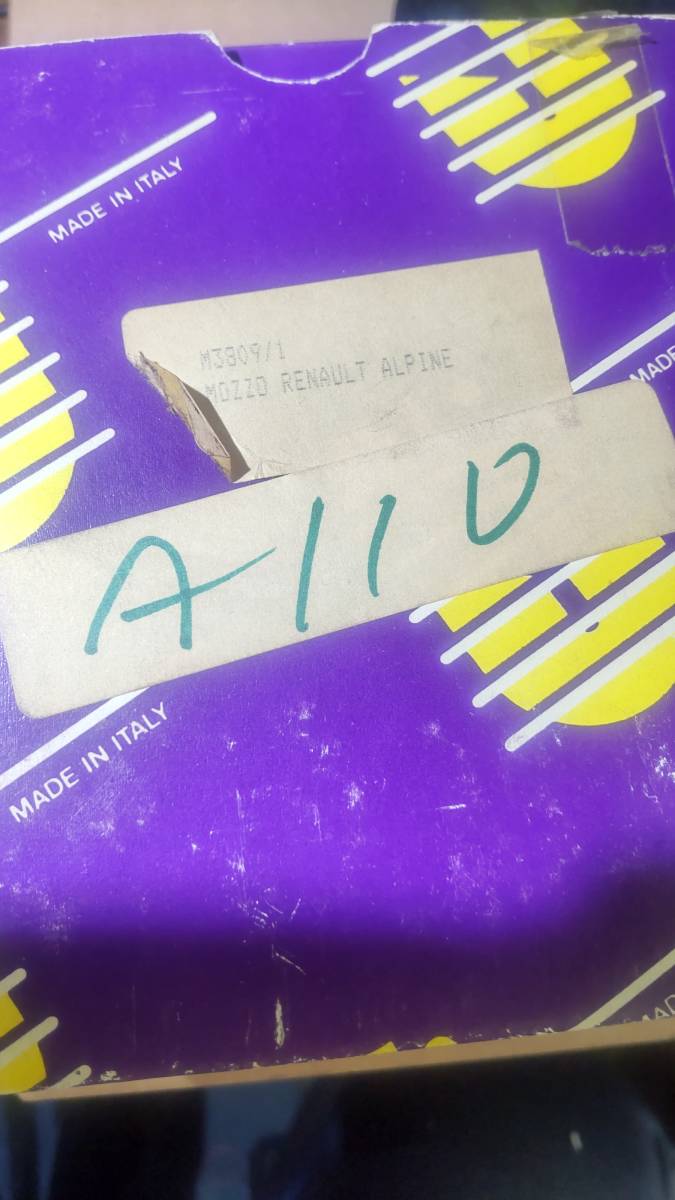 MADE IN ITALY
M3809/1
MOZZO RENAULT ALPINE
MADE
A110
MADE IN ITALY